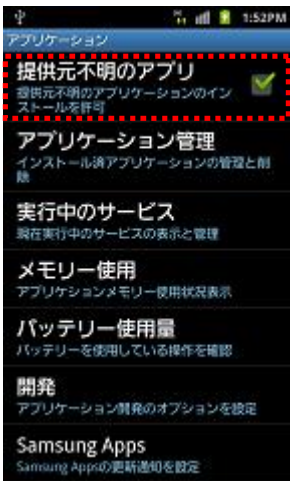 1:52PM
アプリケーション
提供元不明のアプリ
提供元不明のアプリケーションのイン
ストールを許可
アプリケーション管理
インストール済アプリケーションの管理と削
除
実行中のサービス
現在実行中のサービスの表示と管理
メモリー使用
アプリケションメモリー使用状況表示
バッテリー使用量
バッテリーを使用している操作を確認
開発
アプリケーション開発のオプションを設定
Samsung Apps
Samsung Appsの更新通知を設定